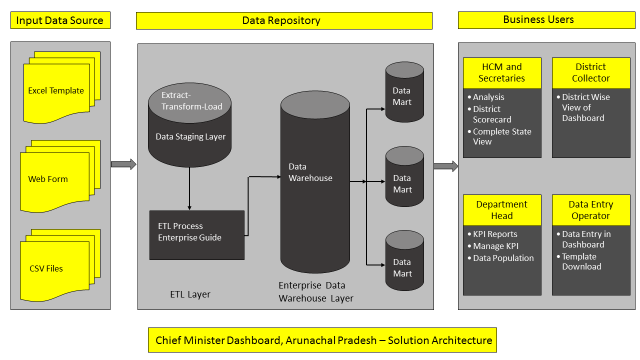 Input Data Source
Data Repository
Business Users
Excel Template
Web Form
CSV Files
Extract-
Transform-Load
Data Staging Layer
ETL Process
Enterprise Guide
ETL Layer
Data
Warehouse
Enterprise Data
Warehouse Layer
Data
Mart
Data
Mart
Data
Mart
HCM and
Secretaries
• Analysis
• District
Scorecard
• Complete State
View
District
Collector
• District Wise
View of
Dashboard
Department
Head
• KPI Reports
• Manage KPI
• Data Population
Data Entry
Operator
• Data Entry in
Dashboard
• Template
Download
Chief Minister Dashboard, Arunachal Pradesh – Solution Architecture